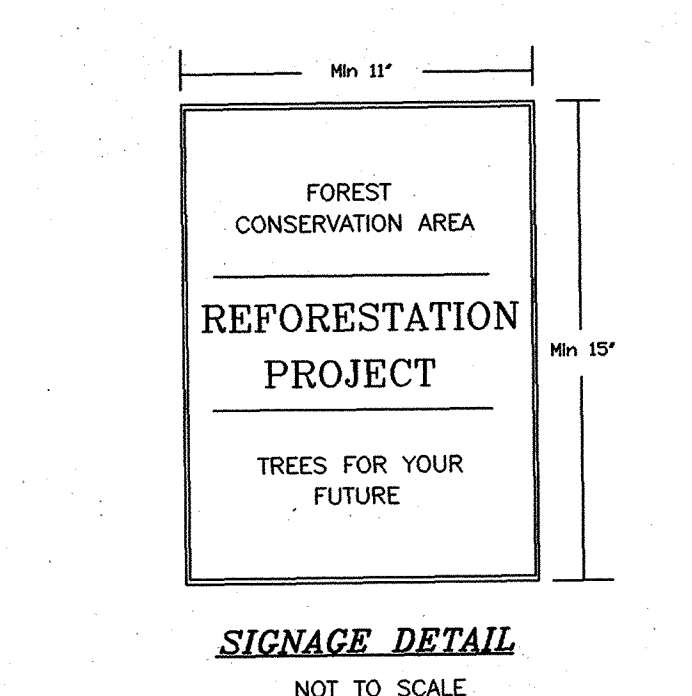 Min 11"
FOREST
CONSERVATION AREA
REFORESTATION
PROJECT
Min 15"
TREES FOR YOUR
FUTURE
SIGNAGE DETAIL
NOT TO SCALE